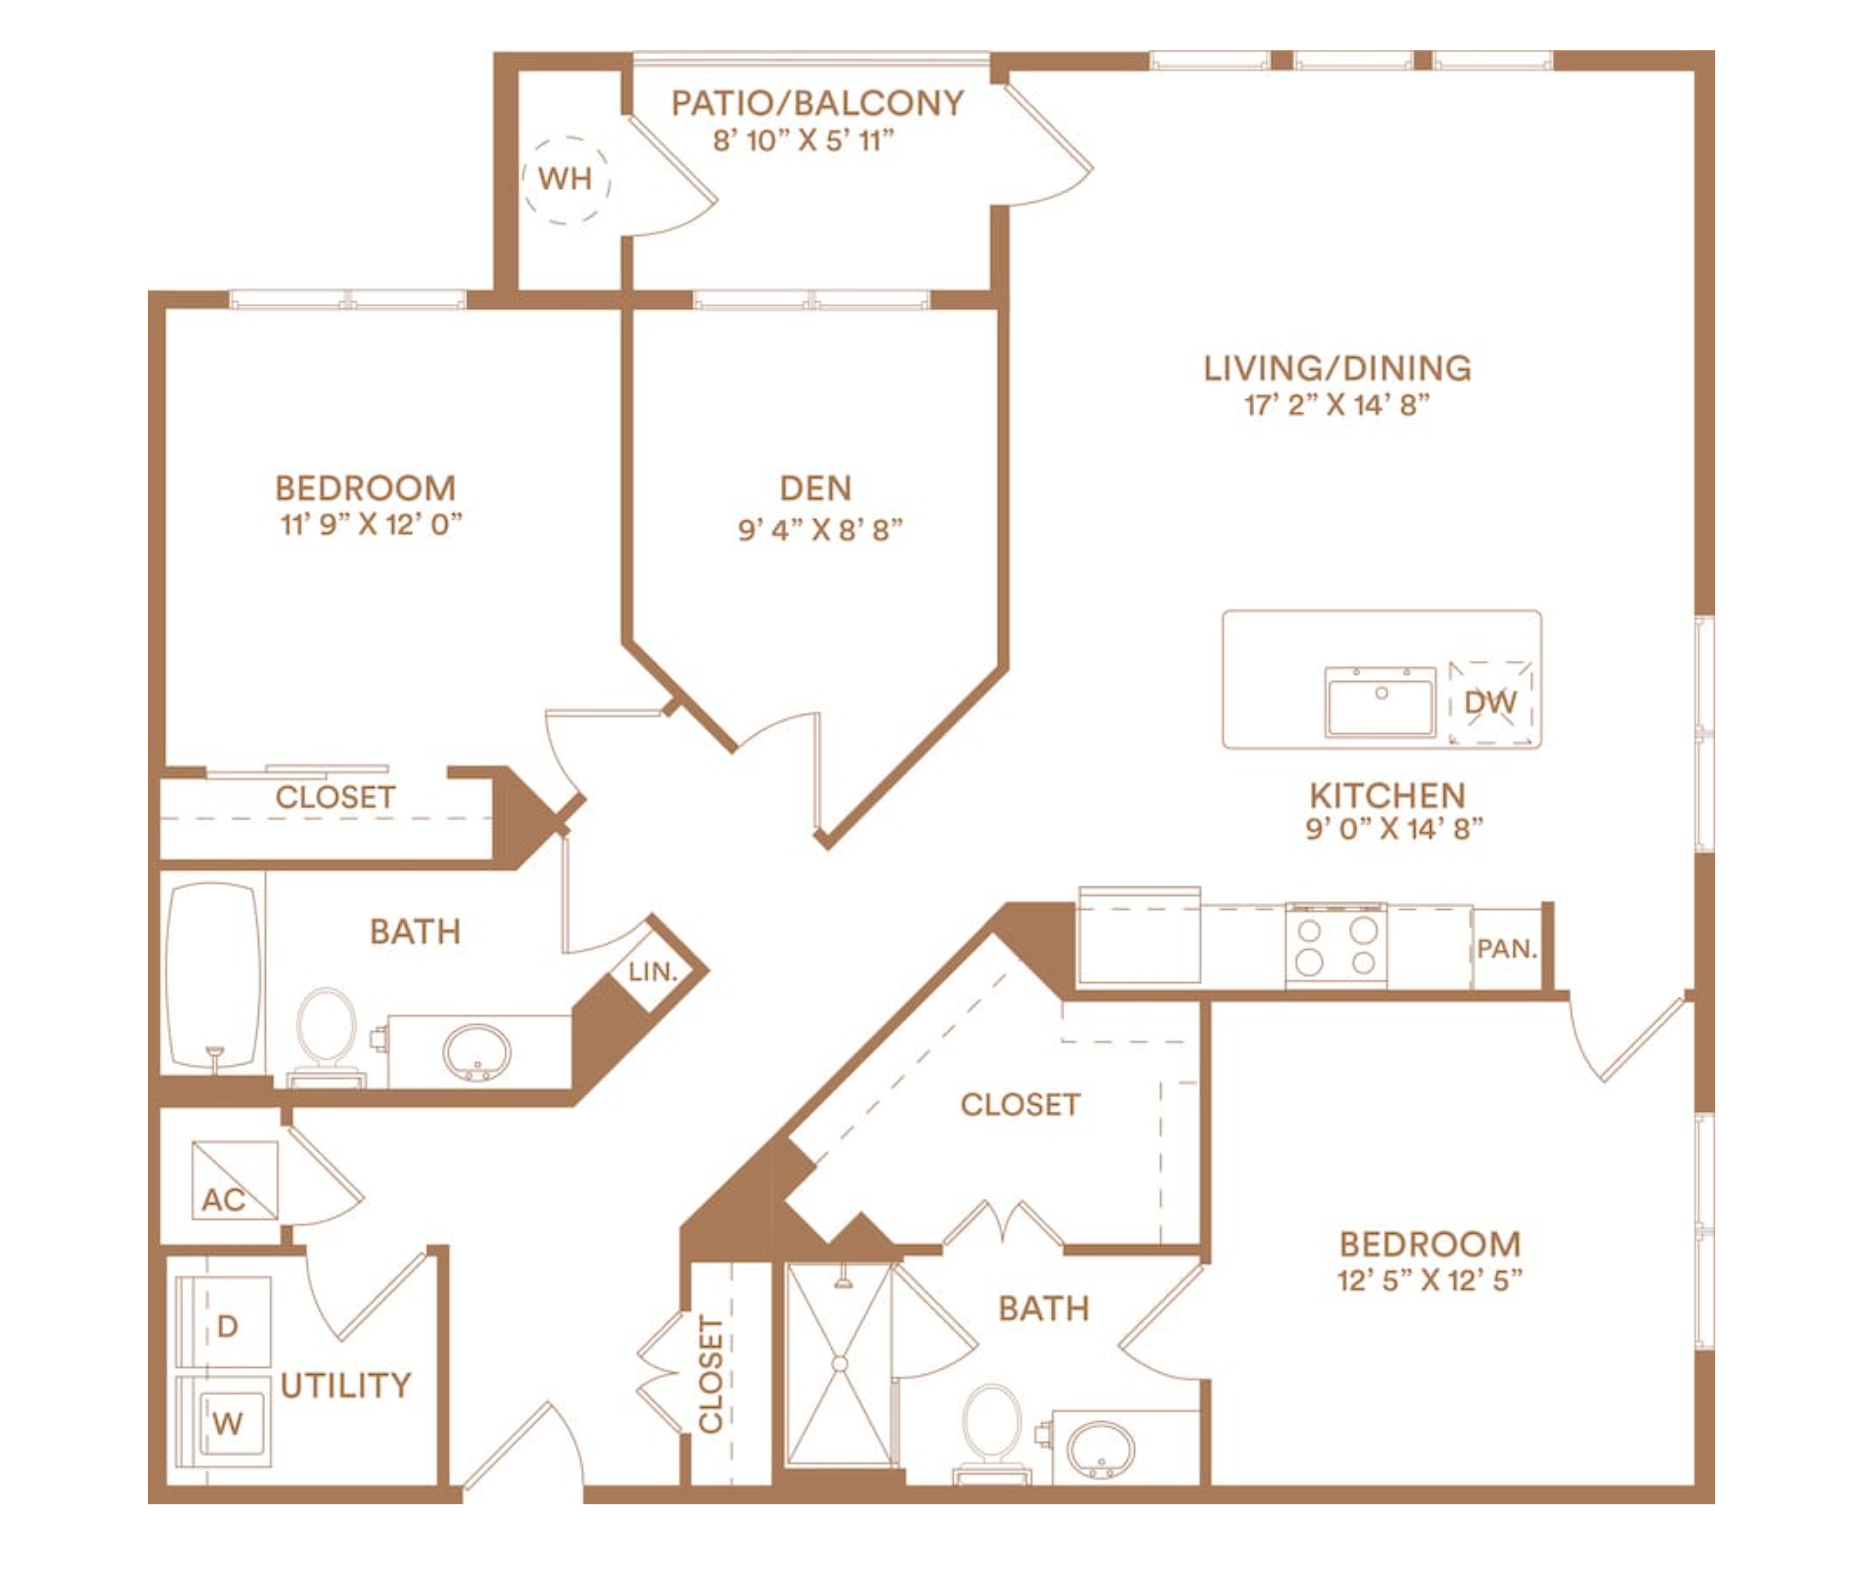 PATIO/BALCONY
8’ 10” X 5’ 11”
WH
LIVING/DINING
17’ 2” X 14’ 8”
BEDROOM
11’ 9” X 12’ 0”
DEN
9’ 4” X 8’ 8”
DW
CLOSET
KITCHEN
9’ 0” X 14’ 8”
BATH
LIN.
PAN.
CLOSET
AC
BEDROOM
12’ 5” X 12’ 5”
BATH
D
UTILITY
CLOSET
W